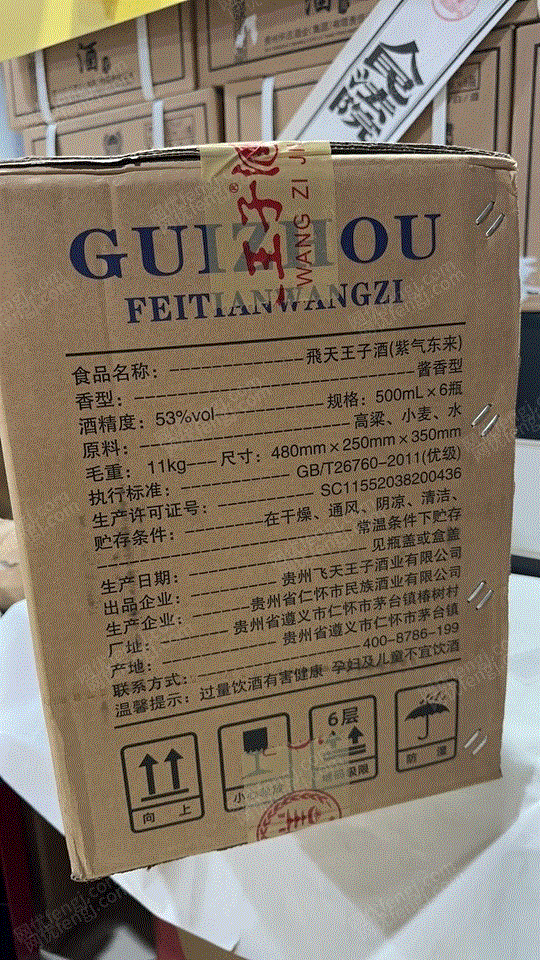 酒
酒
GUIZHOU
FEITIANWANGZI
王子
®
WANG ZI J
食品名称：飛天王子酒(紫气东来)
香型：酱香型
酒精度：53%vol 规格：500mL×6瓶
原料：高粱、小麦、水
毛重：11kg 尺寸：480mm×250mm×350mm
执行标准：GB/T26760-2011(优级)
生产许可证号：SC11552038200436
贮存条件：在干燥、通风、阴凉、清洁、
常温条件下贮存
生产日期：见瓶盖或盒盖
出品企业：贵州飞天王子酒业有限公司
生产企业：贵州省仁怀市民族酒业有限公司
厂址：贵州省遵义市仁怀市茅台镇椿树村
产地：贵州省遵义市仁怀市茅台镇
联系方式：400-8786-199
温馨提示：过量饮酒有害健康 孕妇及儿童不宜饮酒
向上
小心
6层
极限
防湿